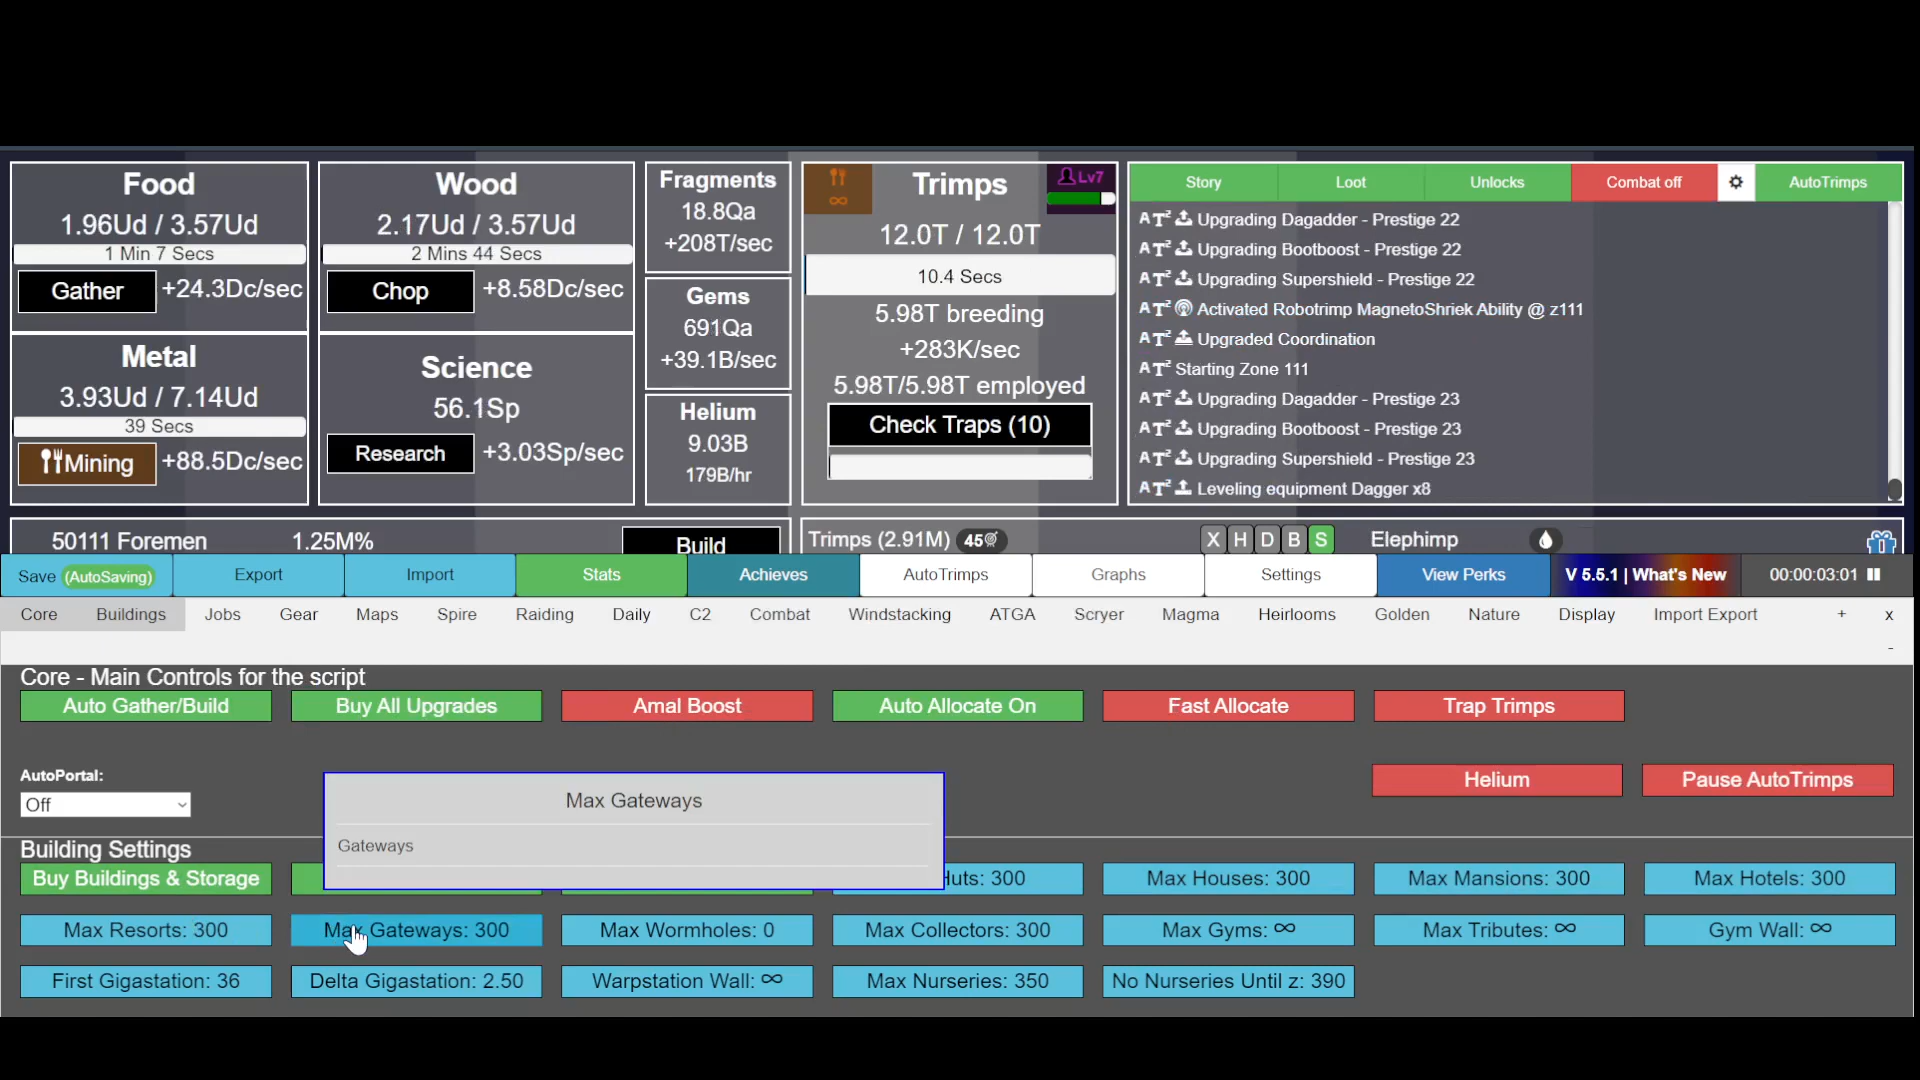 Food
1.96Ud / 3.57Ud
1 Min 7 Secs
Gather
+24.3Dc/sec
Wood
2.17Ud / 3.57Ud
2 Mins 44 Secs
Chop
+8.58Dc/sec
Metal
3.93Ud / 7.14Ud
39 Secs
Mining
+88.5Dc/sec
Science
56.1Sp
Research
+3.03Sp/sec
Fragments
18.8Qa
+208T/sec
Gems
691Qa
+39.1B/sec
Helium
9.03B
179B/hr
∞
Trimps
Lv7
12.0T / 12.0T
10.4 Secs
5.98T breeding
+283K/sec
5.98T/5.98T employed
Check Traps (10)
Story Loot Unlocks Combat off AutoTrimps
AT² Upgrading Dagadder - Prestige 22
AT² Upgrading Bootboost - Prestige 22
AT² Upgrading Supershield - Prestige 22
AT² Activated Robotrimp MagnetoShriek Ability @ z111
AT² Upgraded Coordination
AT² Starting Zone 111
AT² Upgrading Dagadder - Prestige 23
AT² Upgrading Bootboost - Prestige 23
AT² Upgrading Supershield - Prestige 23
AT² Leveling equipment Dagger x8
50111 Foremen 1.25M% Build
Trimps (2.91M) 45 X H D B S Elephimp
Save (AutoSaving) Export Import Stats Achieves AutoTrimps Graphs Settings View Perks V 5.5.1 | What's New 00:00:03:01
Core Buildings Jobs Gear Maps Spire Raiding Daily C2 Combat Windstacking ATGA Scryer Magma Heirlooms Golden Nature Display Import Export + x
-
Core - Main Controls for the script
Auto Gather/Build Buy All Upgrades Amal Boost Auto Allocate On Fast Allocate Trap Trimps
AutoPortal:
Off
Helium Pause AutoTrimps
Max Gateways
Gateways
Building Settings
Buy Buildings & Storage Huts: 300 Max Houses: 300 Max Mansions: 300 Max Hotels: 300
Max Resorts: 300 Max Gateways: 300 Max Wormholes: 0 Max Collectors: 300 Max Gyms: ∞ Max Tributes: ∞ Gym Wall: ∞
First Gigastation: 36 Delta Gigastation: 2.50 Warpstation Wall: ∞ Max Nurseries: 350 No Nurseries Until z: 390